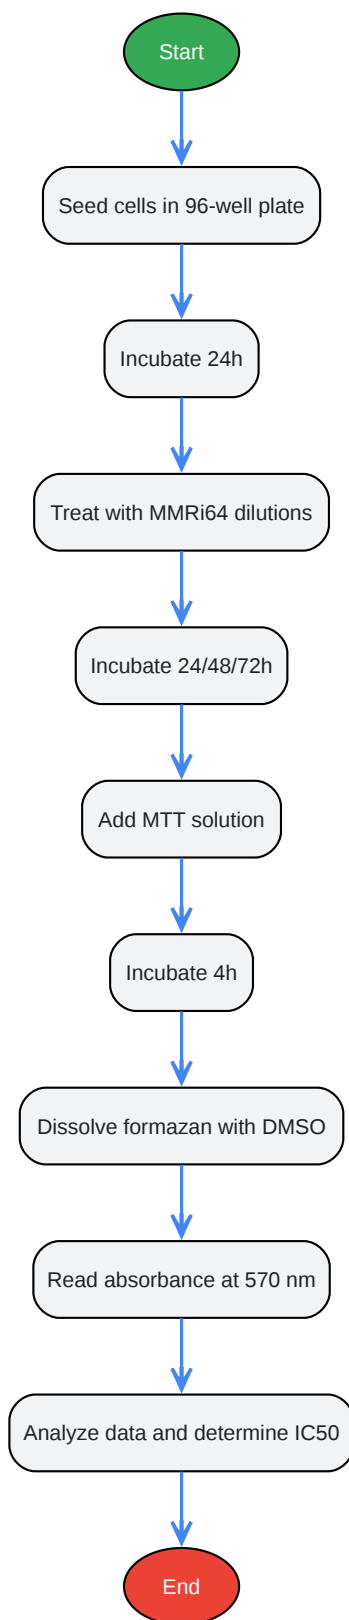 Start
Seed cells in 96-well plate
Incubate 24h
Treat with MMRi64 dilutions
Incubate 24/48/72h
Add MTT solution
Incubate 4h
Dissolve formazan with DMSO
Read absorbance at 570 nm
Analyze data and determine IC50
End